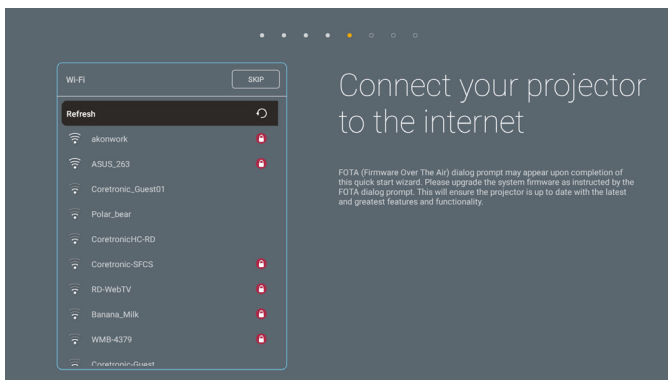 Wi-Fi
SKIP
Refresh
akonwork
ASUS_263
Coretronic_Guest01
Polar_bear
CoretronicHC-RD
Coretronic-SFCS
RD-WebTV
Banana_Milk
WMB-4379
Coretronic-Guest
Connect your projector
to the internet
FOTA (Firmware Over The Air) dialog prompt may appear upon completion of
this quick start wizard. Please upgrade the system firmware as instructed by the
FOTA dialog prompt. This will ensure the projector is up to date with the latest
and greatest features and functionality.